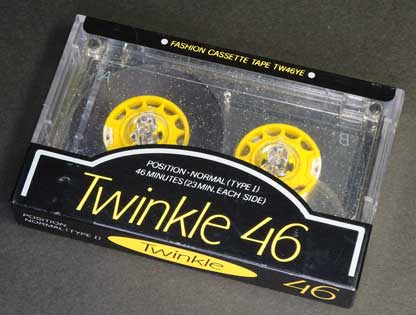 • FASHION CASSETTE TAPE TW46YE •
A
B
POSITION•NORMAL (TYPE I)
46 MINUTES (23 MIN. EACH SIDE)
Twinkle 46
POSITION
NORMAL (TYPE I)
Twinkle
46